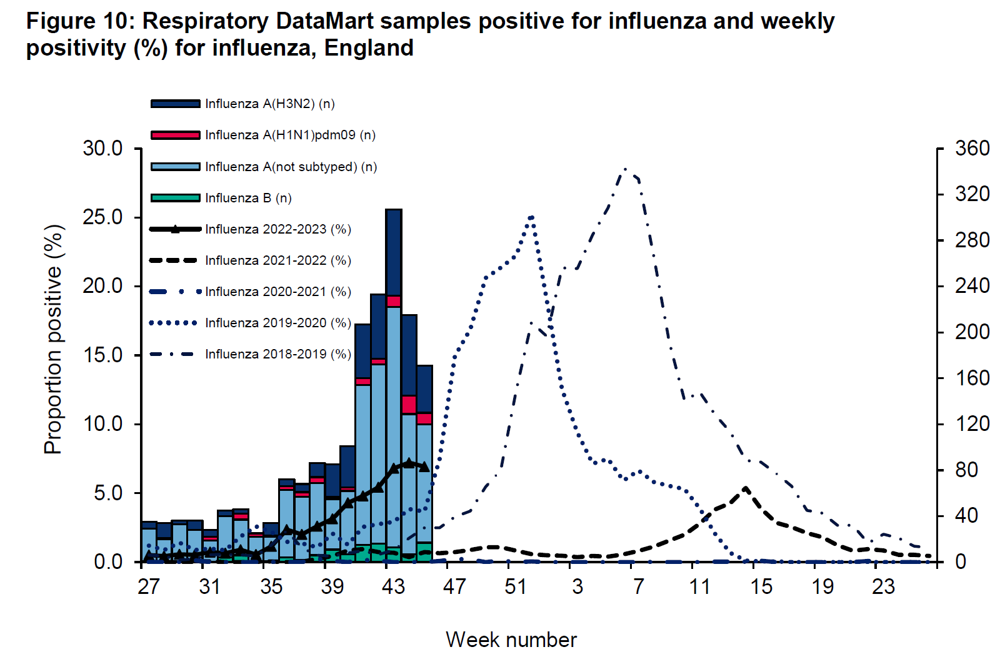 Figure 10: Respiratory DataMart samples positive for influenza and weekly
positivity (%) for influenza, England
Influenza A(H3N2) (n)
Influenza A(H1N1)pdm09 (n)
Influenza A(not subtyped) (n)
Influenza B (n)
Influenza 2022-2023 (%)
Influenza 2021-2022 (%)
Influenza 2020-2021 (%)
Influenza 2019-2020 (%)
Influenza 2018-2019 (%)
Proportion positive (%)
30.0
25.0
20.0
15.0
10.0
5.0
0.0
360
320
280
240
200
160
120
80
40
0
27 31 35 39 43 47 51 3 7 11 15 19 23
Week number